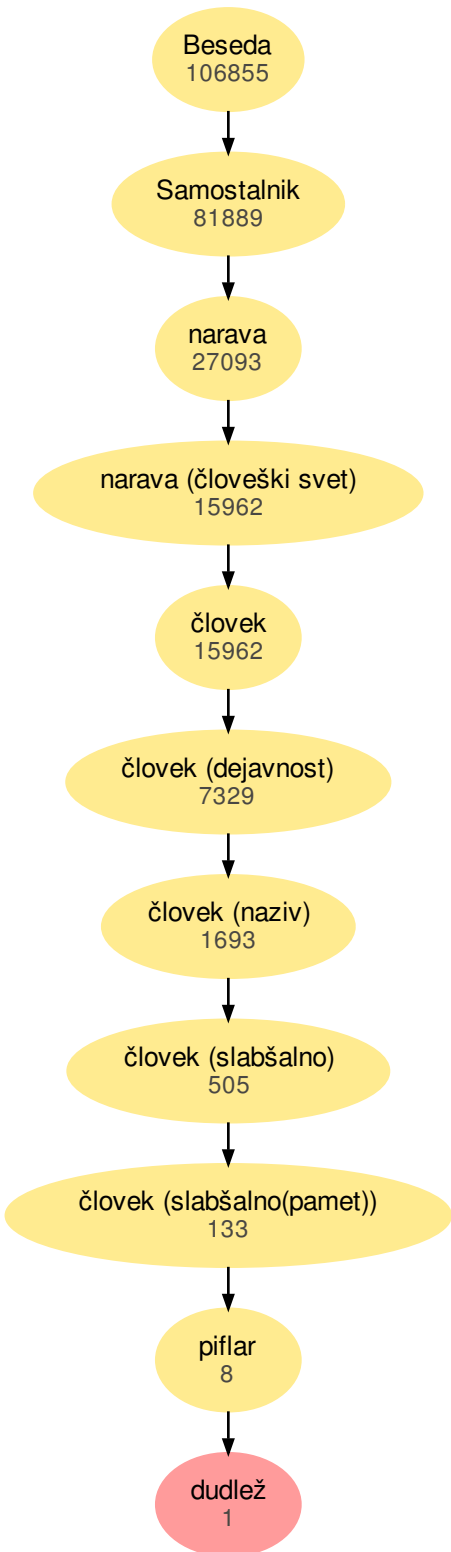 Beseda
106855
Samostalnik
81889
narava
27093
narava (človeški svet)
15962
človek
15962
človek (dejavnost)
7329
človek (naziv)
1693
človek (slabšalno)
505
človek (slabšalno(pamet))
133
piflar
8
dudlež
1